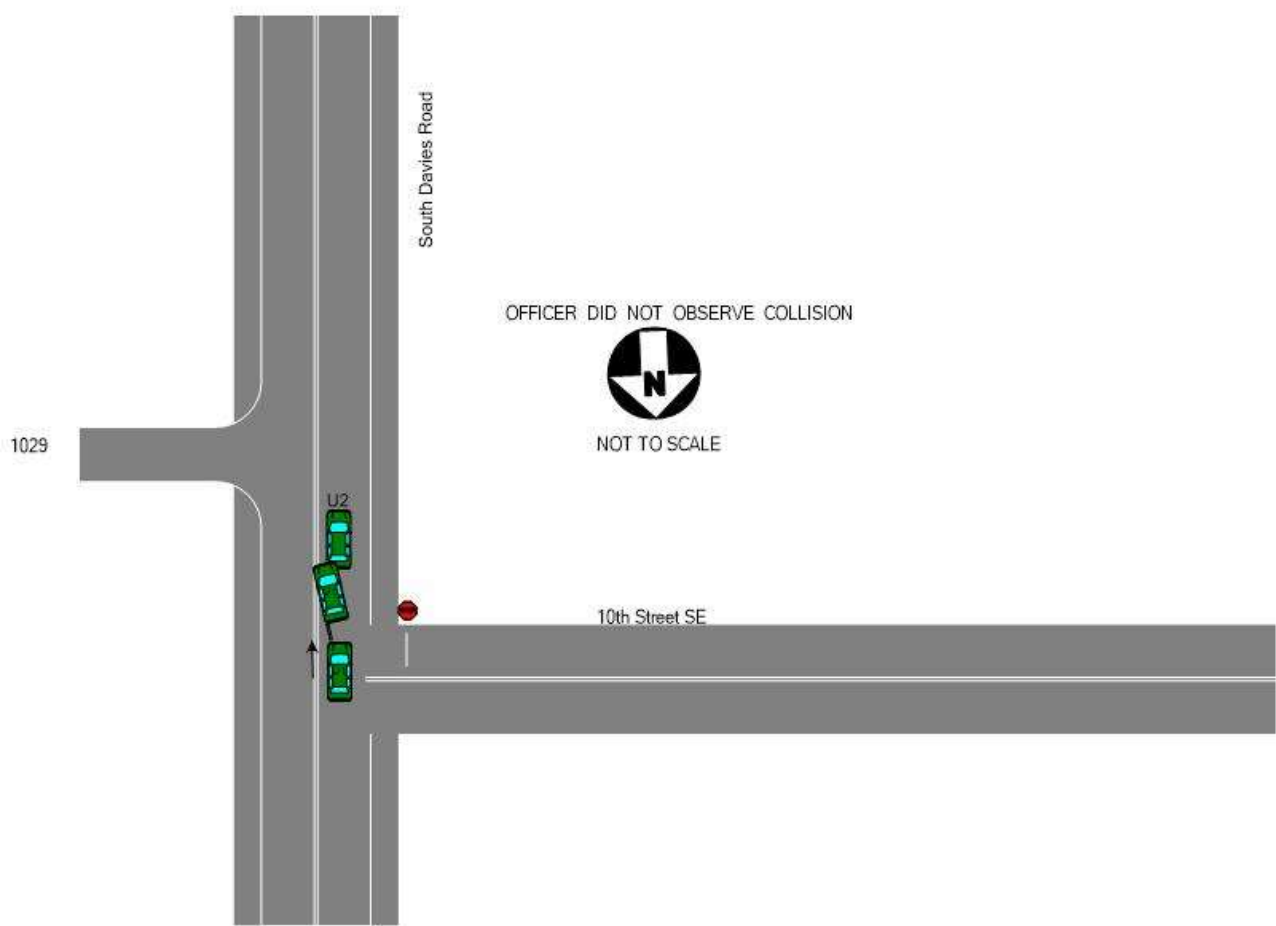 South Davies Road
OFFICER DID NOT OBSERVE COLLISION
N
NOT TO SCALE
1029
U2
10th Street SE